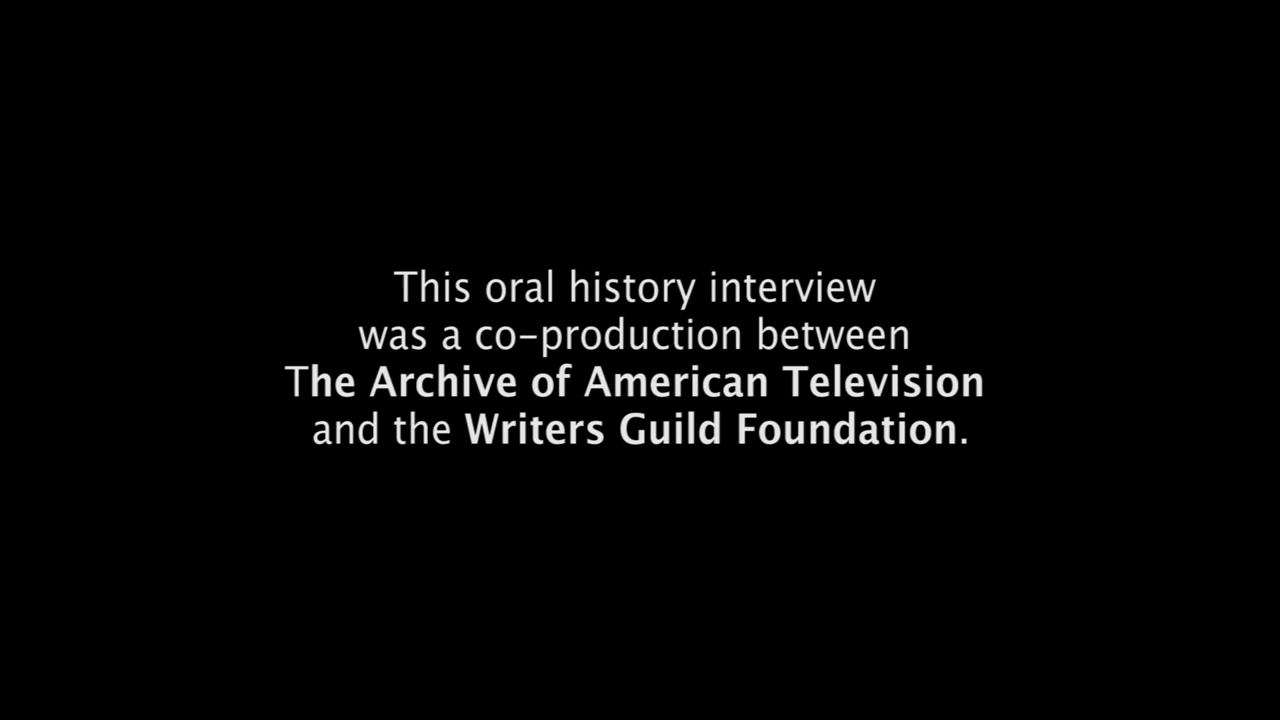 This oral history interview
was a co-production between
The Archive of American Television
and the Writers Guild Foundation.